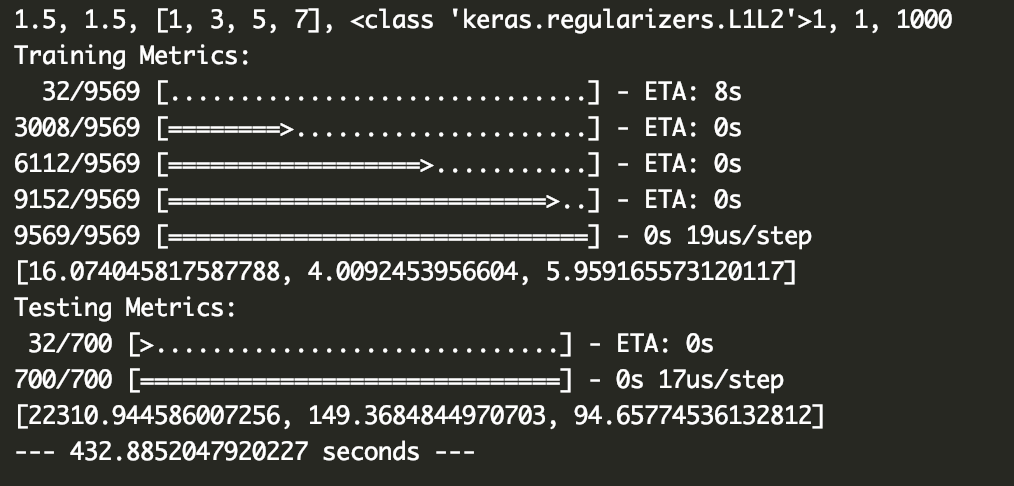 1.5, 1.5, [1, 3, 5, 7], <class 'keras.regularizers.L1L2'>1, 1, 1000
Training Metrics:
  32/9569 [..............................] - ETA: 8s
3008/9569 [========>.....................] - ETA: 0s
6112/9569 [==================>...........] - ETA: 0s
9152/9569 [===========================>..] - ETA: 0s
9569/9569 [==============================] - 0s 19us/step
[16.074045817587788, 4.0092453956604, 5.959165573120117]
Testing Metrics:
 32/700 [>.............................] - ETA: 0s
700/700 [==============================] - 0s 17us/step
[22310.944586007256, 149.3684844970703, 94.65774536132812]
--- 432.8852047920227 seconds ---